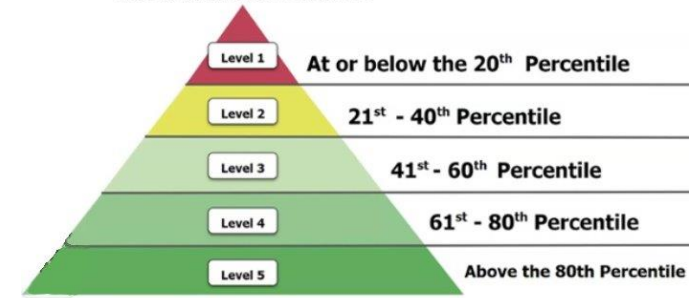 Level 1
At or below the 20th Percentile
Level 2
21st - 40th Percentile
Level 3
41st - 60th Percentile
Level 4
61st - 80th Percentile
Level 5
Above the 80th Percentile